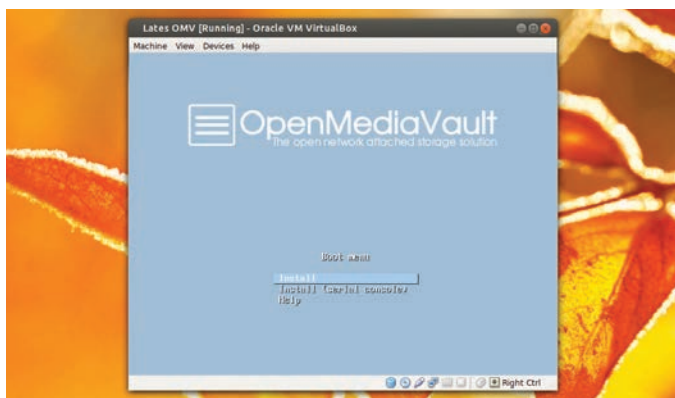 Lates OMV [Running] - Oracle VM VirtualBox
Machine View Devices Help
OpenMediaVault
The open network attached storage solution
Boot menu
Install
Install (serial console)
Help
Right Ctrl